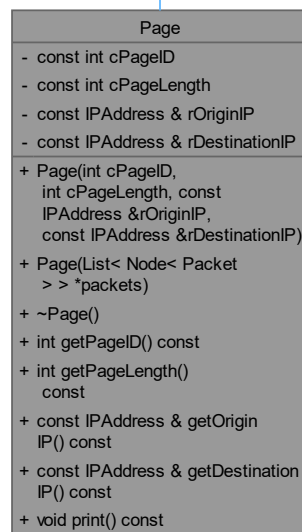 Page
- const int cPageID
- const int cPageLength
- const IPAddress & rOriginIP
- const IPAddress & rDestinationIP
+ Page(int cPageID,
int cPageLength, const
IPAddress &rOriginIP,
const IPAddress &rDestinationIP)
+ Page(List< Node< Packet
> > *packets)
+ ~Page()
+ int getPageID() const
+ int getPageLength()
const
+ const IPAddress & getOrigin
IP() const
+ const IPAddress & getDestination
IP() const
+ void print() const